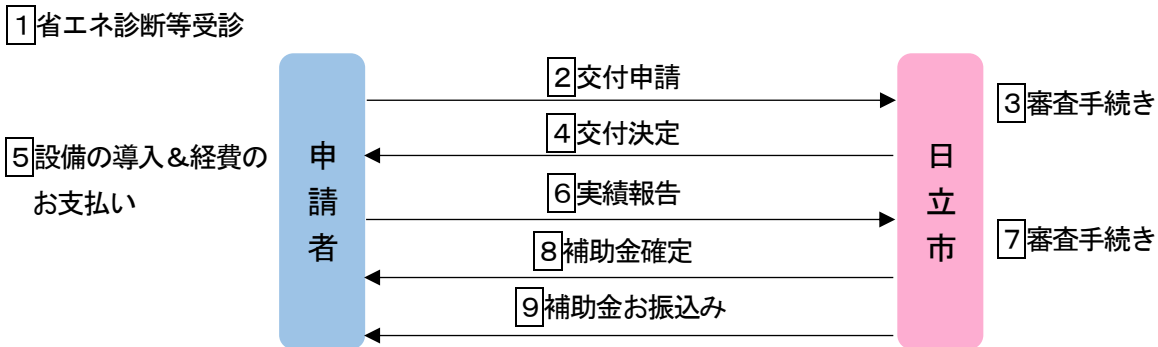 1省エネ診断等受診
2交付申請
3審査手続き
4交付決定
5設備の導入＆経費の
お支払い
申請者
日立市
6実績報告
7審査手続き
8補助金確定
9補助金お振込み